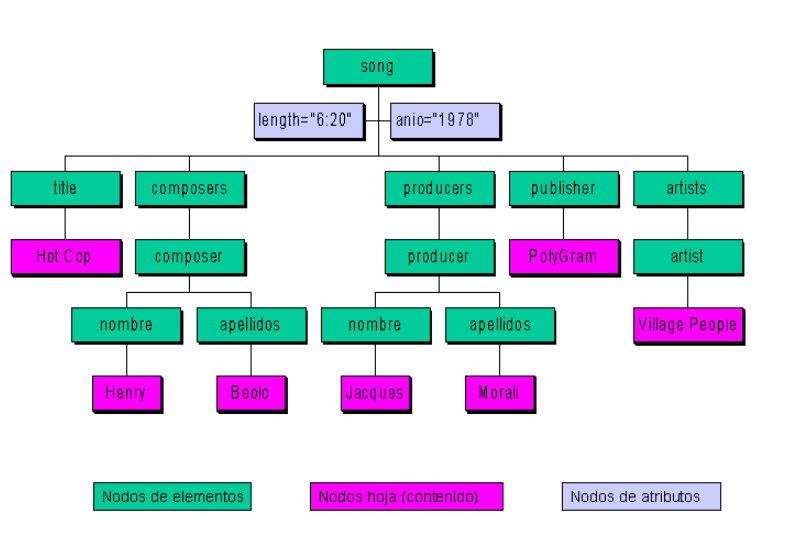 song
length="6:20"
anio="1978"
title
composers
producers
publisher
artists
Hot Cop
composer
producer
PolyGram
artist
nombre
apellidos
nombre
apellidos
Village People
Henry
Beolo
Jacques
Morali
Nodos de elementos
Nodos hoja (contenido)
Nodos de atributos